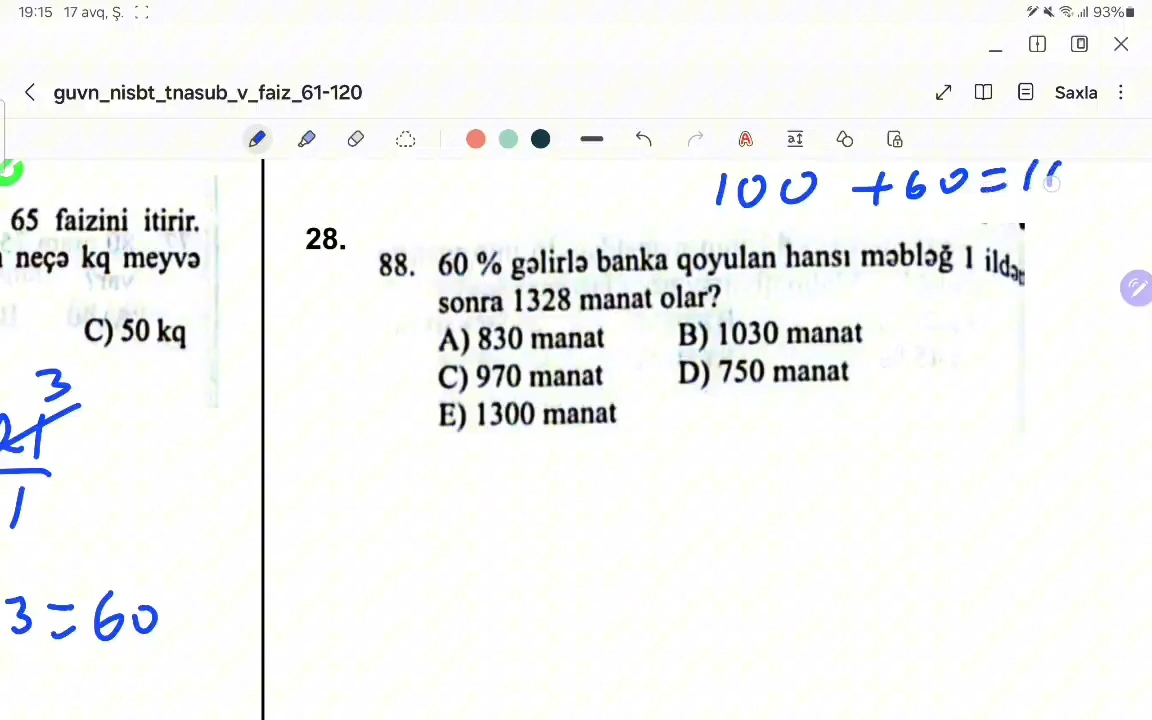 19:15 17 avq, Ş. 93%
guvn_nisbt_tnasub_v_faiz_61-120 Saxla
100 + 60 = 16
65 faizini itirir.
neçə kq meyvə
C) 50 kq
3
21
1
3 = 60
28.
88. 60 % gəlirlə banka qoyulan hansı məbləğ 1 ildən
sonra 1328 manat olar?
A) 830 manat B) 1030 manat
C) 970 manat D) 750 manat
E) 1300 manat